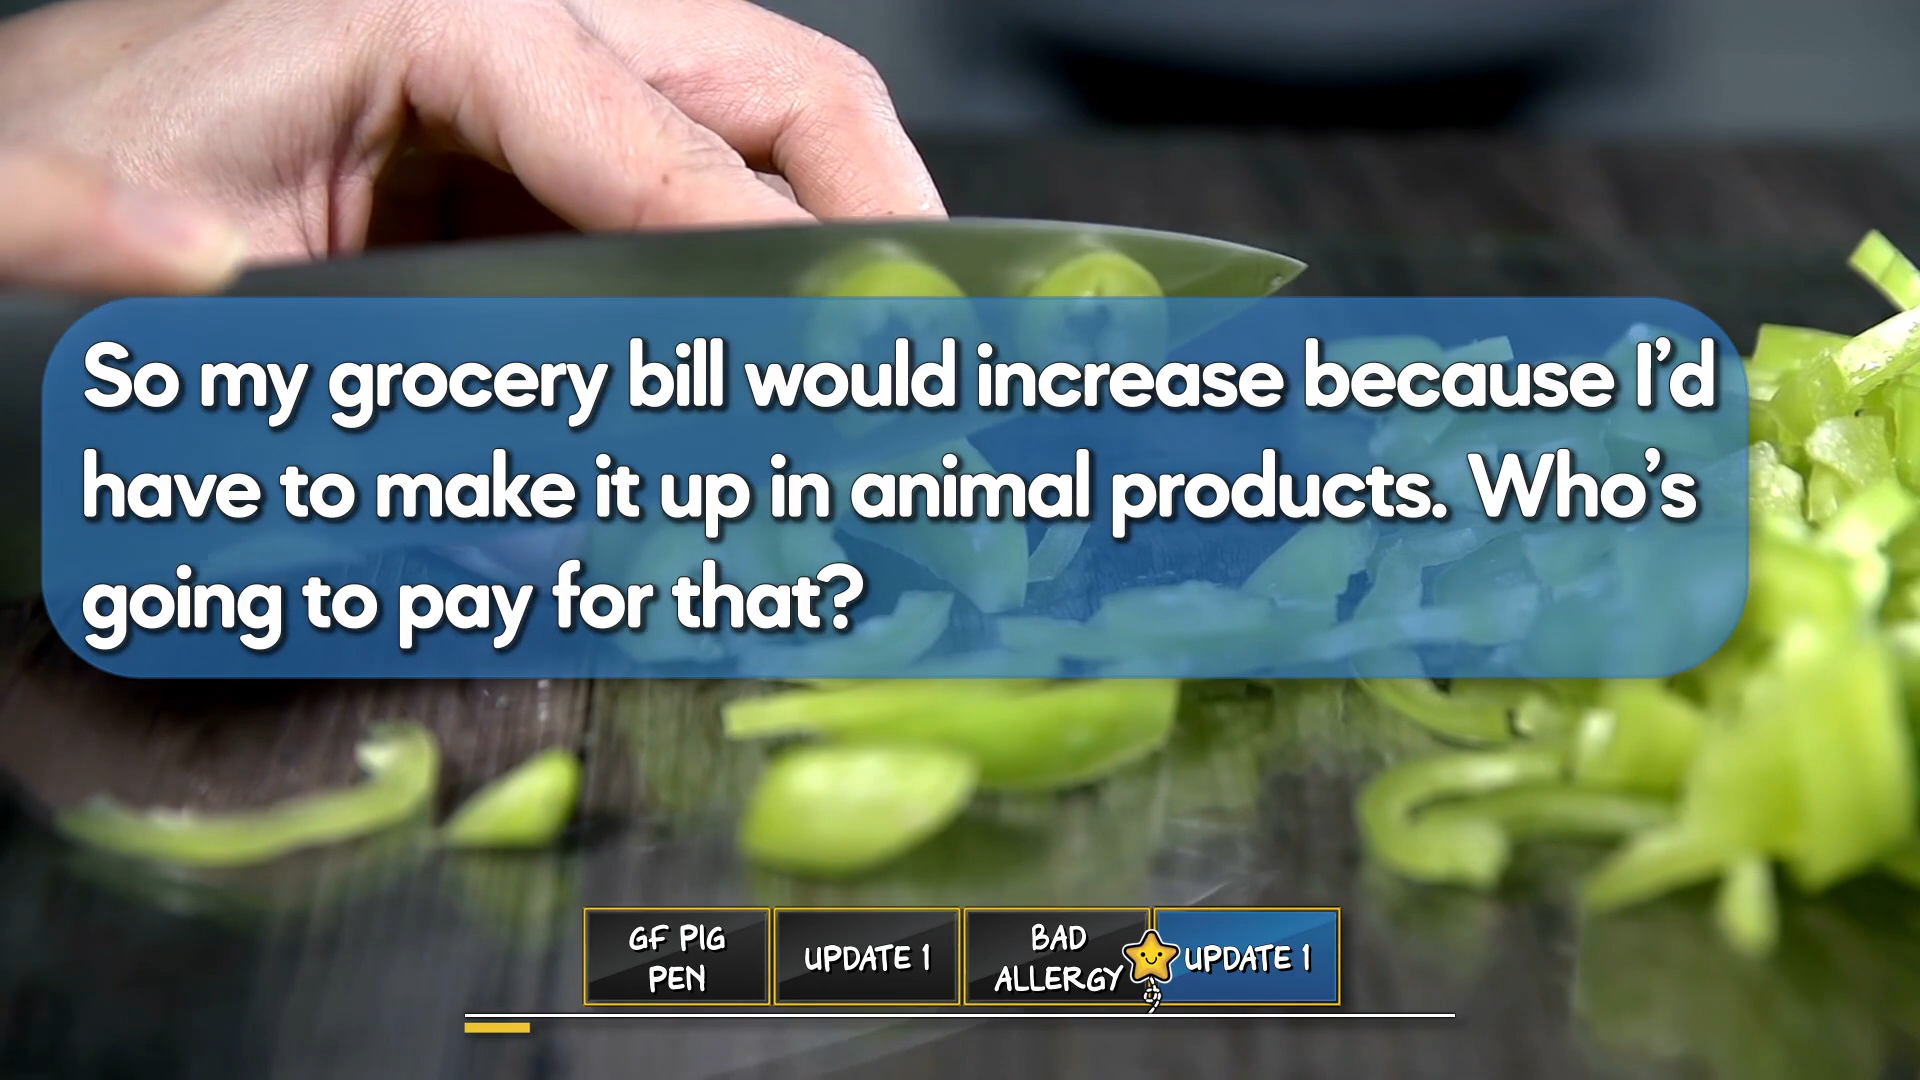 So my grocery bill would increase because I’d
have to make it up in animal products. Who’s
going to pay for that?
GF PIG
PEN
UPDATE 1
BAD
ALLERGY
UPDATE 1